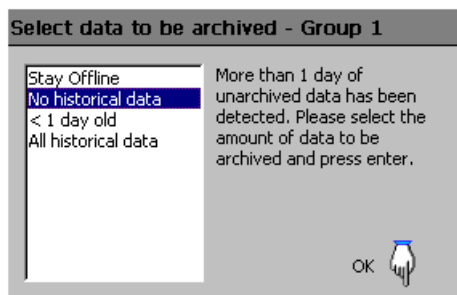 Select data to be archived - Group 1
Stay Offline
No historical data
< 1 day old
All historical data
More than 1 day of
unarchived data has been
detected. Please select the
amount of data to be
archived and press enter.
OK